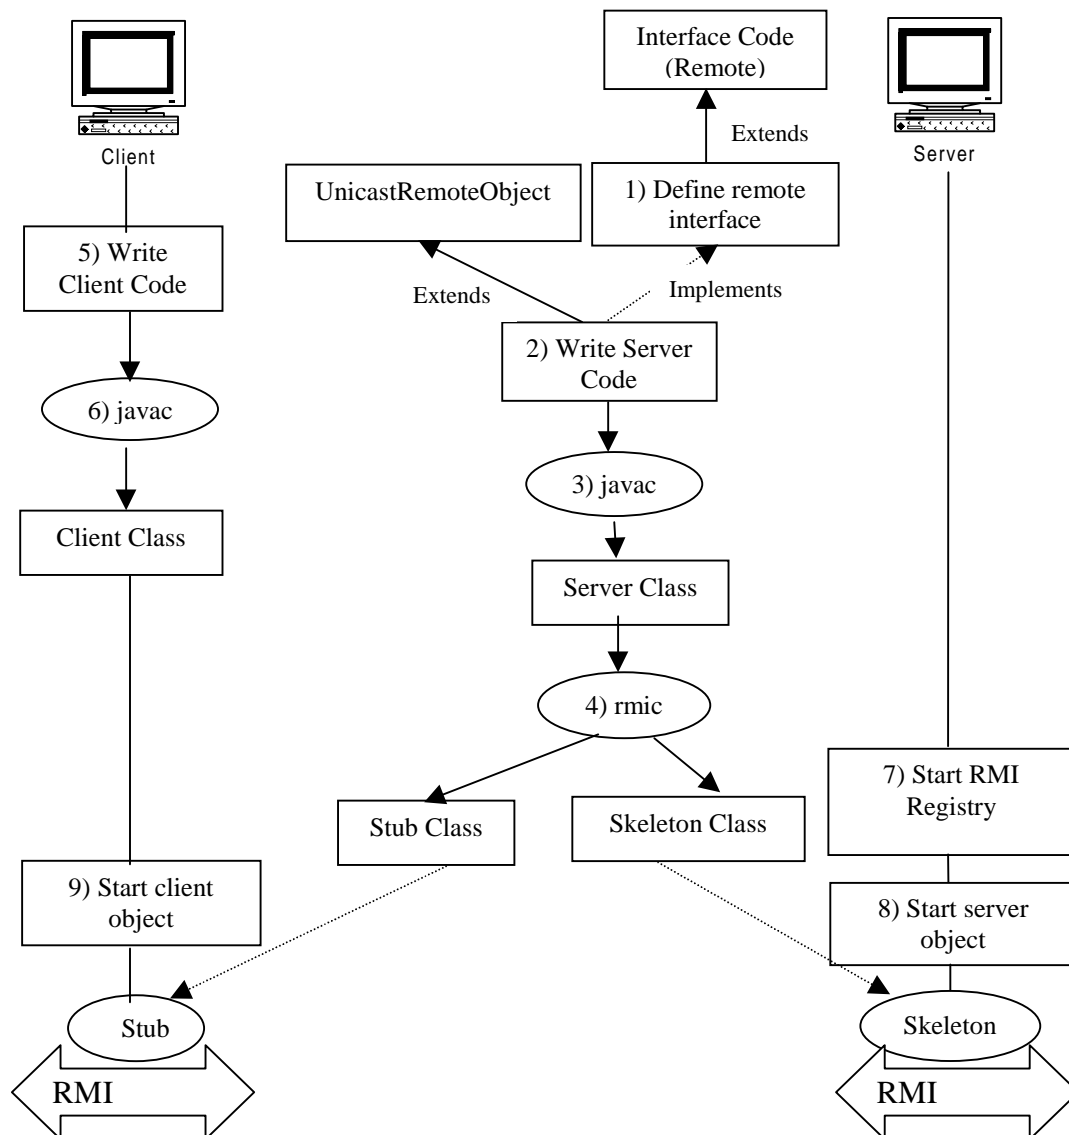 Interface Code
(Remote)
Client
Server
Extends
UnicastRemoteObject
1) Define remote
interface
5) Write
Client Code
Extends
Implements
2) Write Server
Code
6) javac
3) javac
Client Class
Server Class
4) rmic
7) Start RMI
Registry
Stub Class
Skeleton Class
9) Start client
object
8) Start server
object
Stub
Skeleton
RMI
RMI